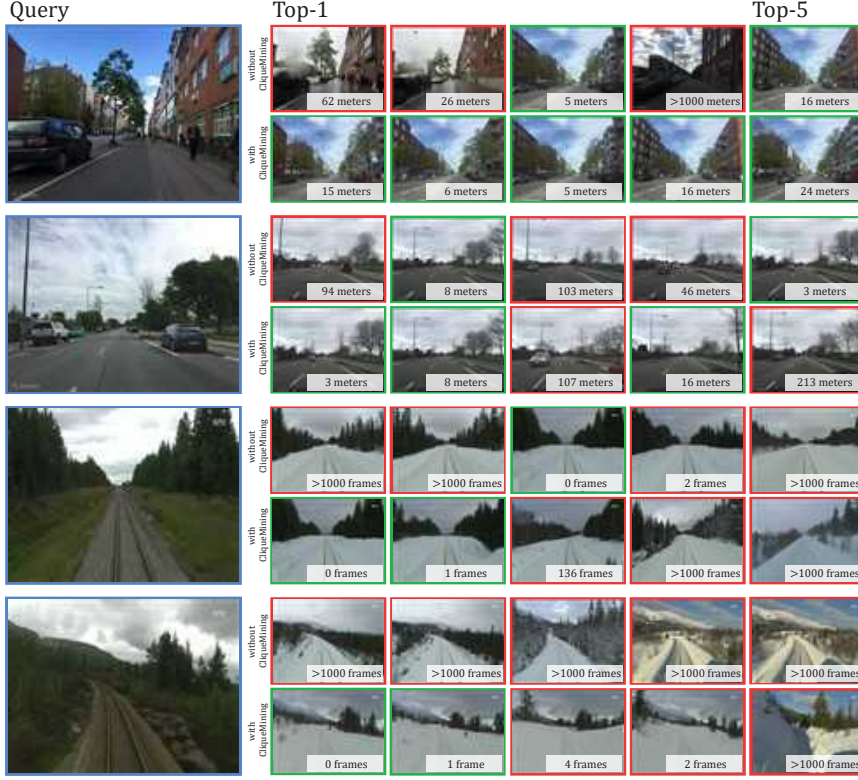 Query Top-1 Top-5
without
CliqueMining
62 meters 26 meters 5 meters >1000 meters 16 meters
with
CliqueMining
15 meters 6 meters 5 meters 16 meters 24 meters
without
CliqueMining
94 meters 8 meters 103 meters 46 meters 3 meters
with
CliqueMining
3 meters 8 meters 107 meters 16 meters 213 meters
without
CliqueMining
>1000 frames >1000 frames 0 frames 2 frames >1000 frames
with
CliqueMining
0 frames 1 frames 136 frames >1000 frames >1000 frames
without
CliqueMining
>1000 frames >1000 frames >1000 frames >1000 frames >1000 frames
with
CliqueMining
0 frames 1 frame 4 frames 2 frames >1000 frames